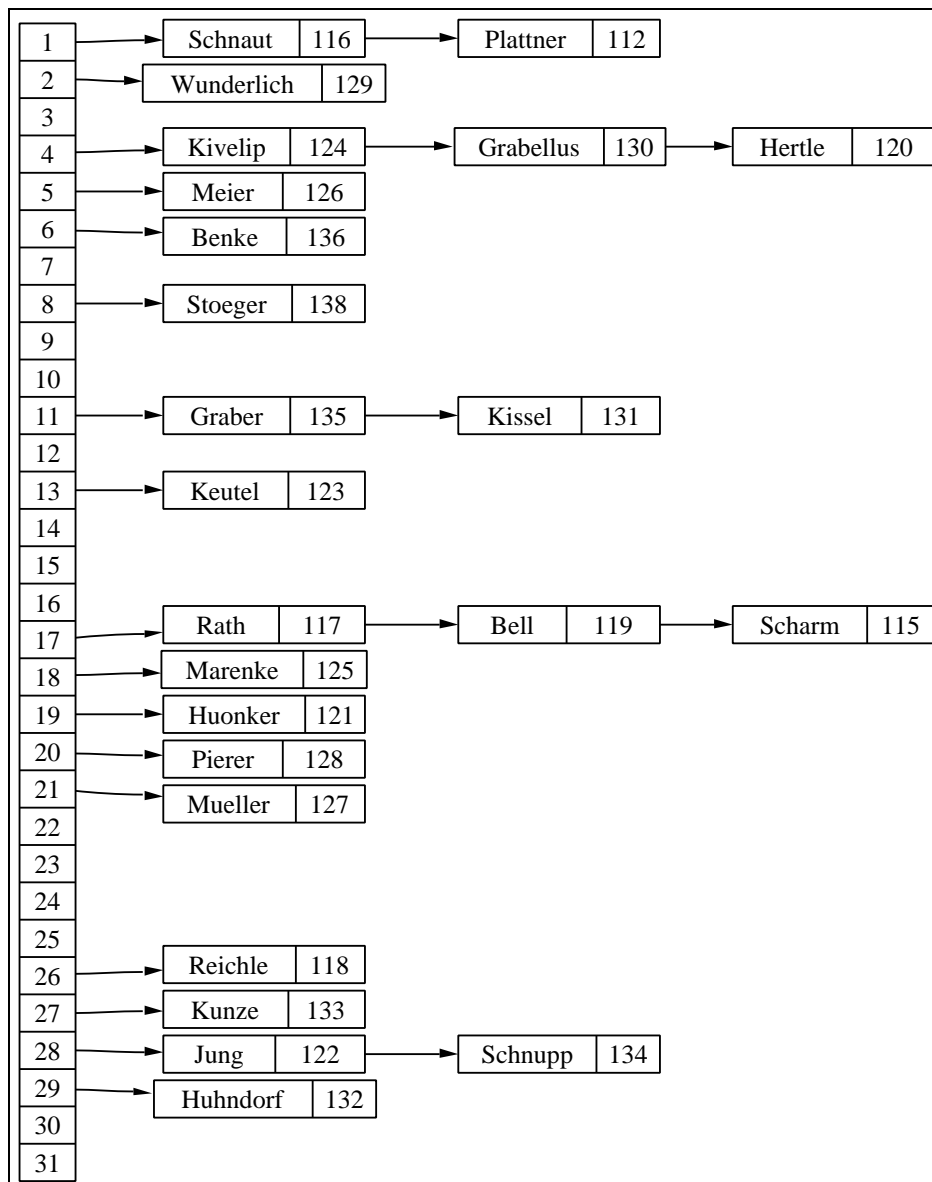 1 Schnaut 116 Plattner 112
2 Wunderlich 129
3
4 Kivelip 124 Grabellus 130 Hertle 120
5 Meier 126
6 Benke 136
7
8 Stoeger 138
9
10
11 Graber 135 Kissel 131
12
13 Keutel 123
14
15
16
17 Rath 117 Bell 119 Scharm 115
18 Marenke 125
19 Huonker 121
20 Pierer 128
21 Mueller 127
22
23
24
25
26 Reichle 118
27 Kunze 133
28 Jung 122 Schnupp 134
29 Huhndorf 132
30
31